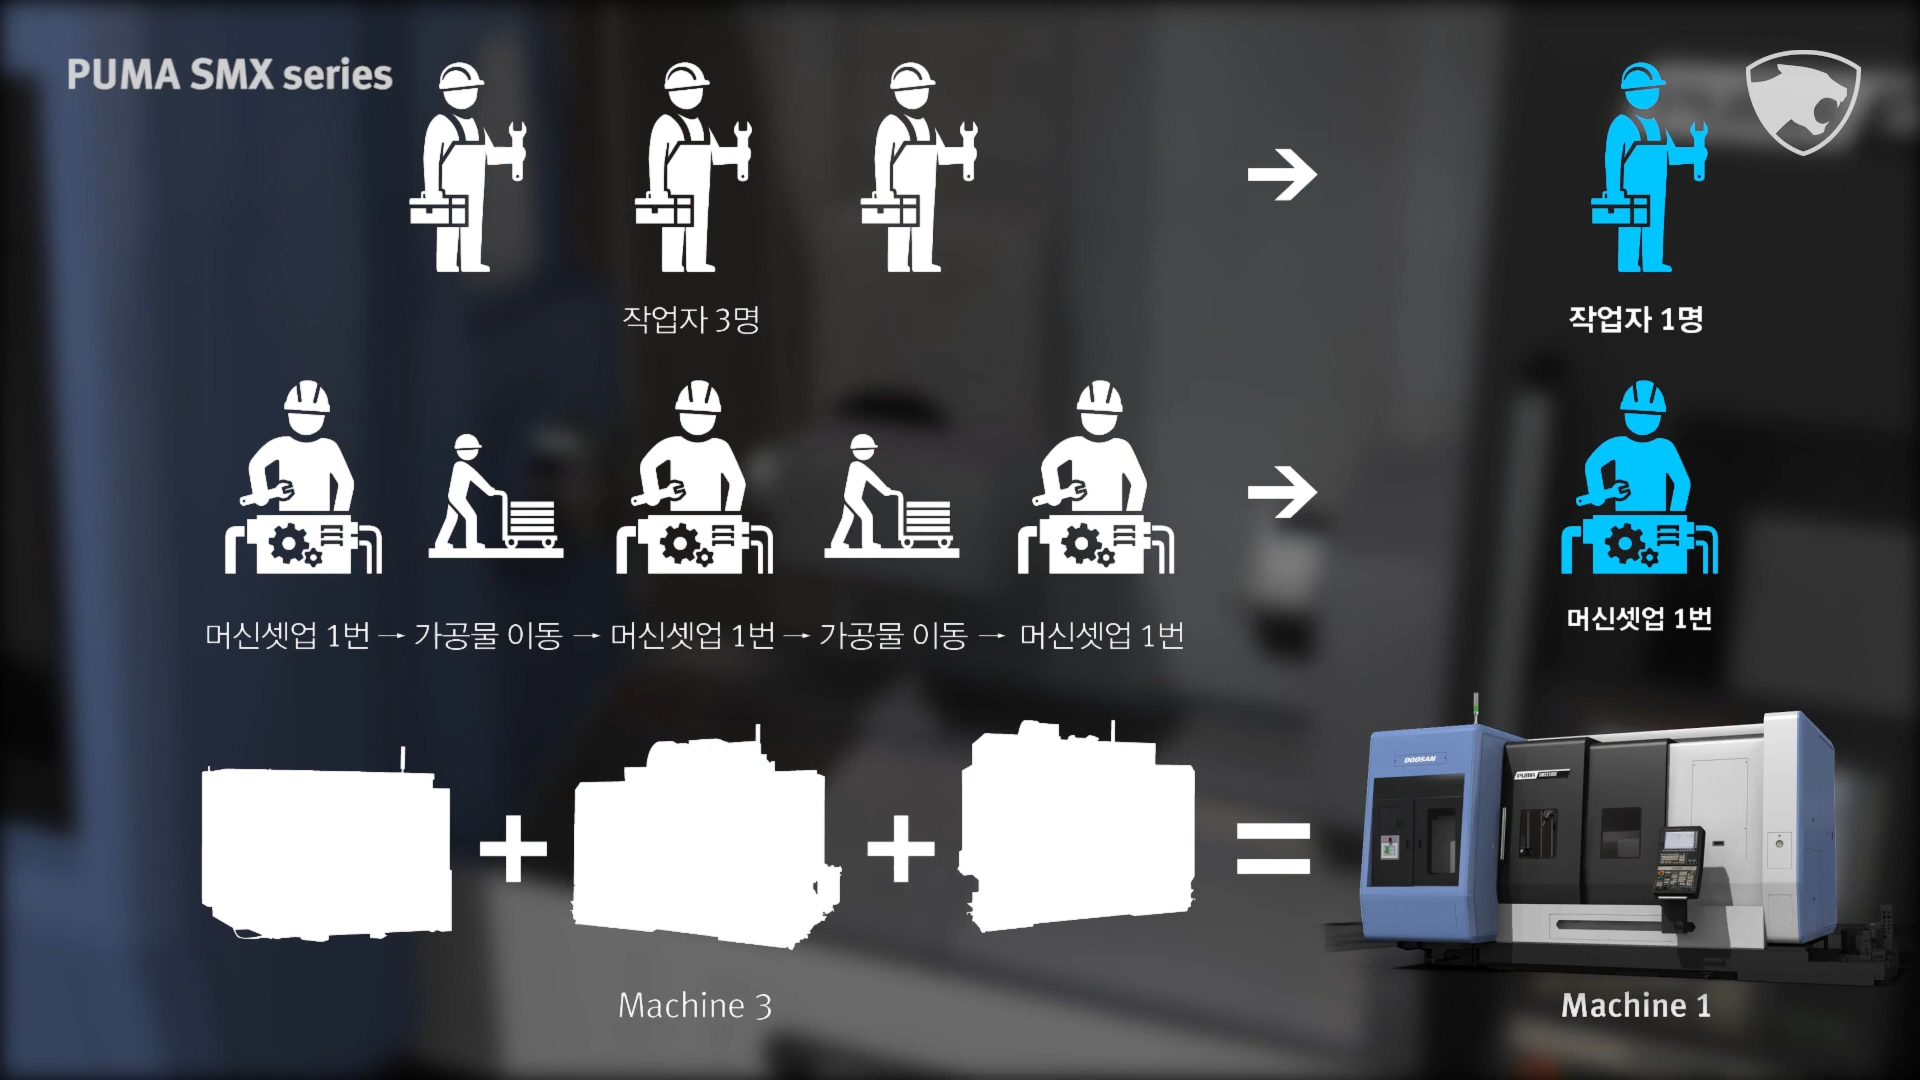 PUMA SMX series
작업자 3명
작업자 1명
머신셋업 1번 → 가공물 이동 → 머신셋업 1번 → 가공물 이동 → 머신셋업 1번
머신셋업 1번
DOOSAN
PUMA
Machine 3
Machine 1